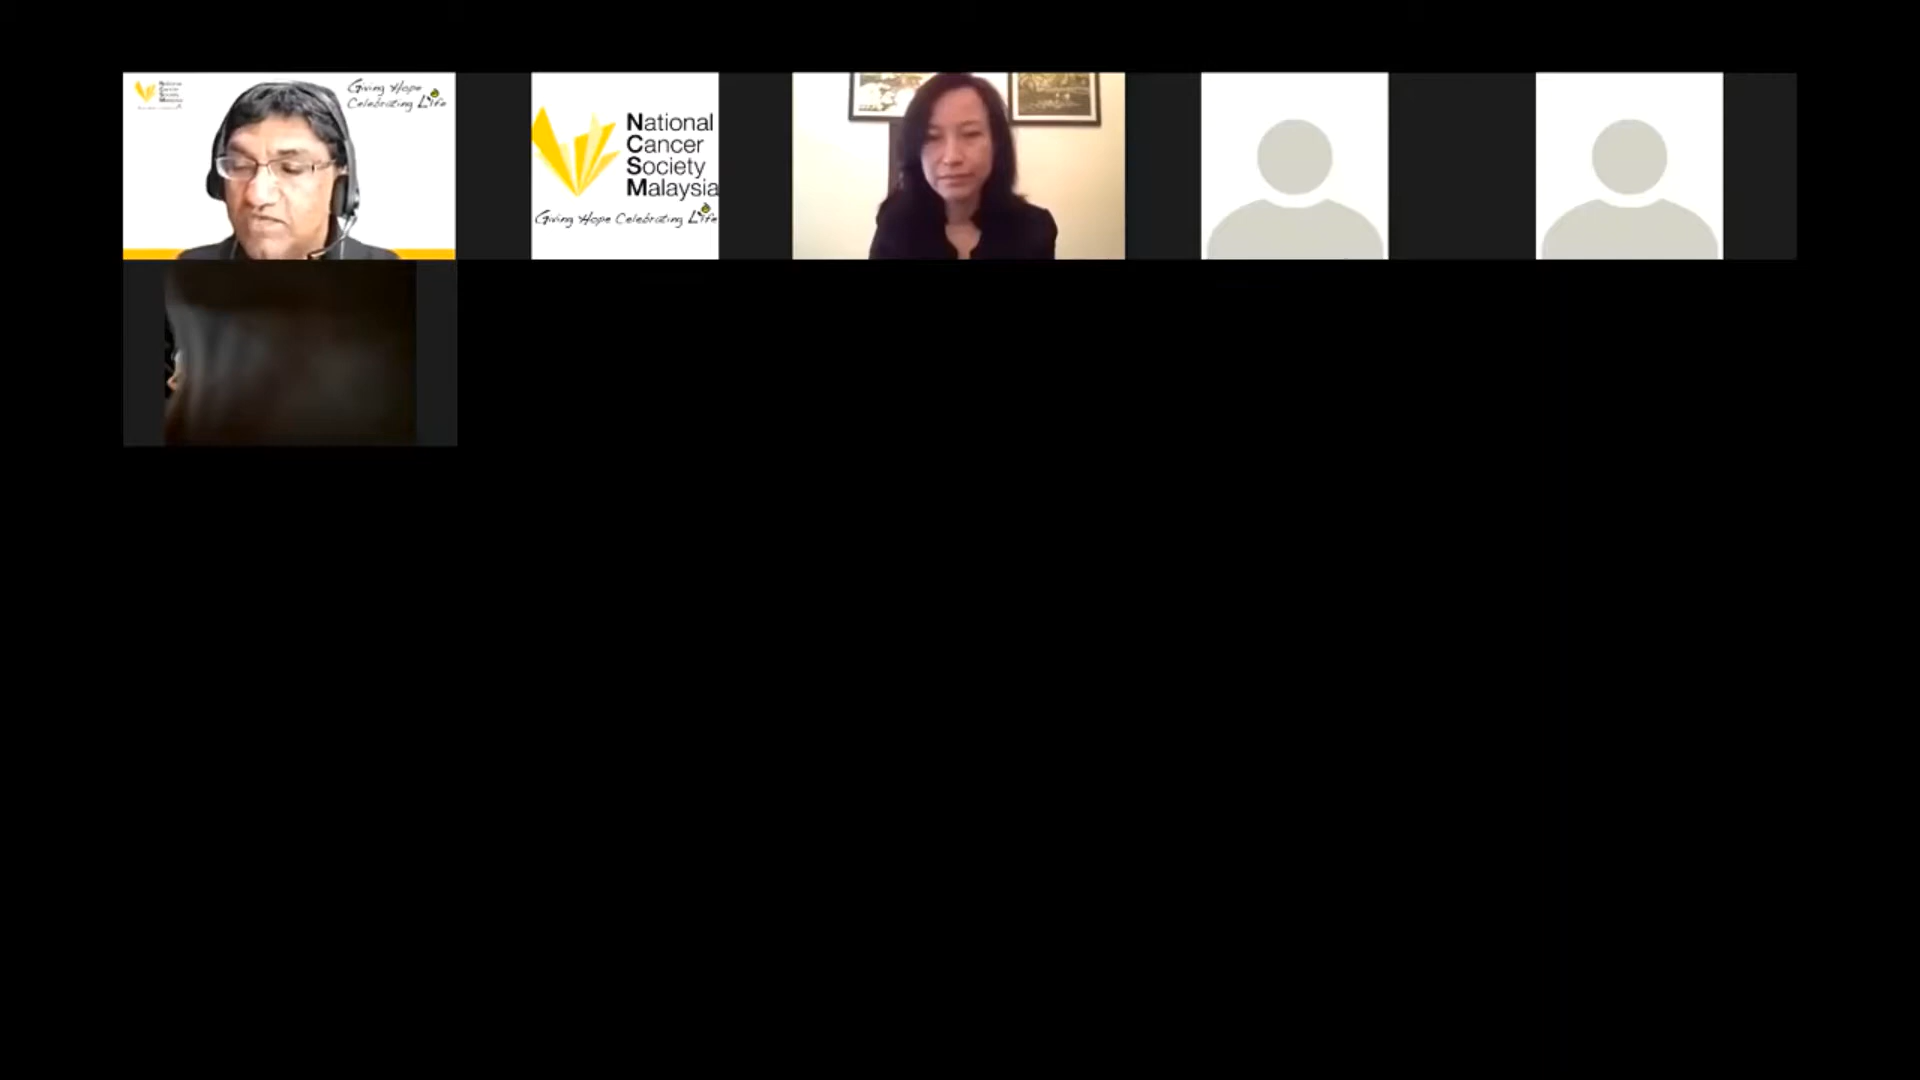 Giving Hope
Celebrating Life
National
Cancer
Society
Malaysia
Giving Hope Celebrating Life